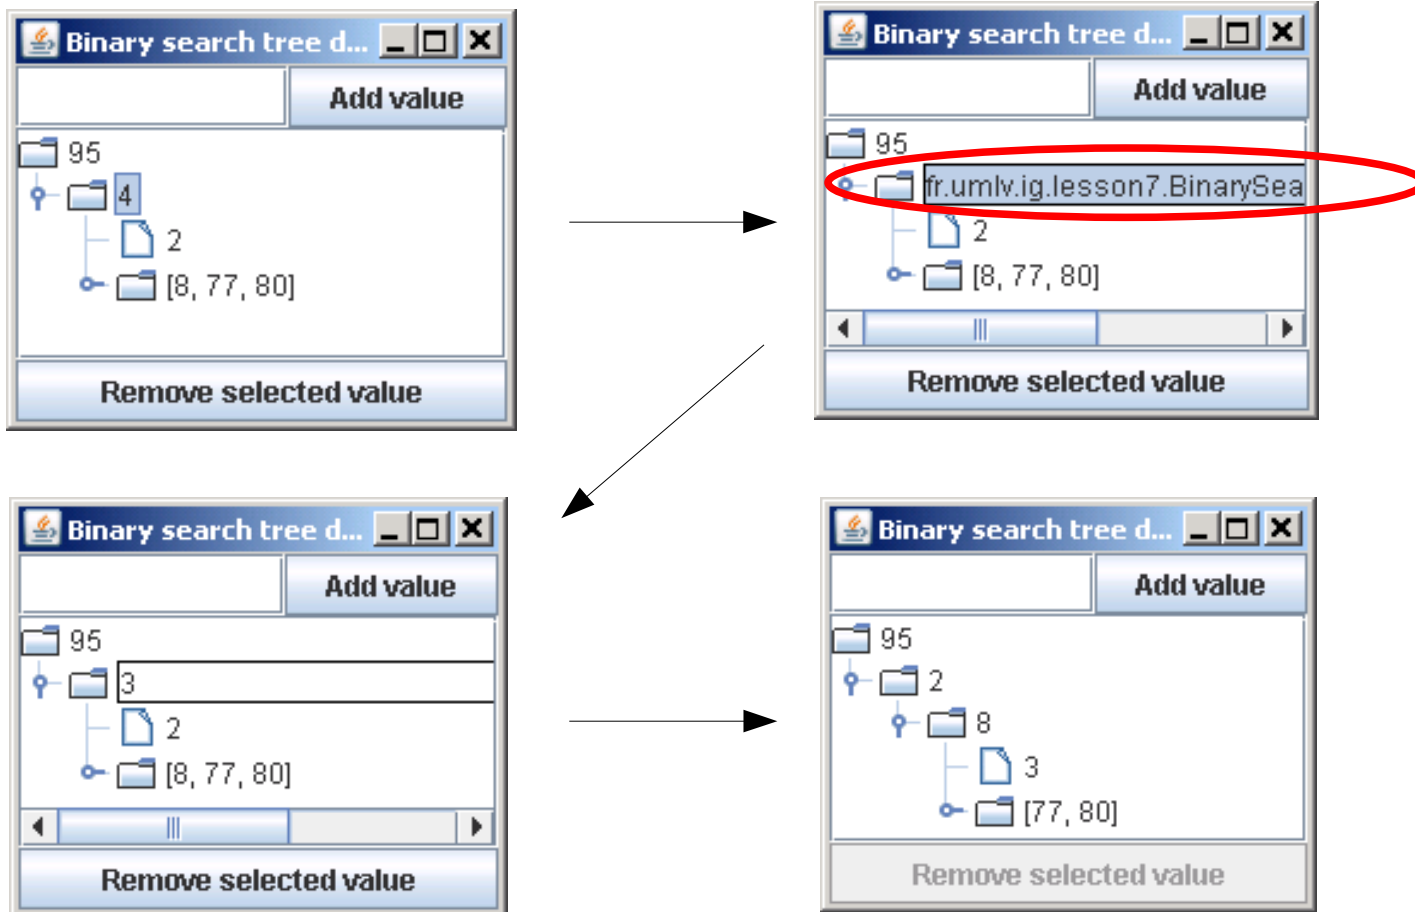 Binary search tree d...
Add value
95
4
2
[8, 77, 80]
Remove selected value
Binary search tree d...
Add value
95
fr.umlv.ig.lesson7.BinarySea
2
[8, 77, 80]
Remove selected value
Binary search tree d...
Add value
95
3
2
[8, 77, 80]
Remove selected value
Binary search tree d...
Add value
95
2
8
3
[77, 80]
Remove selected value